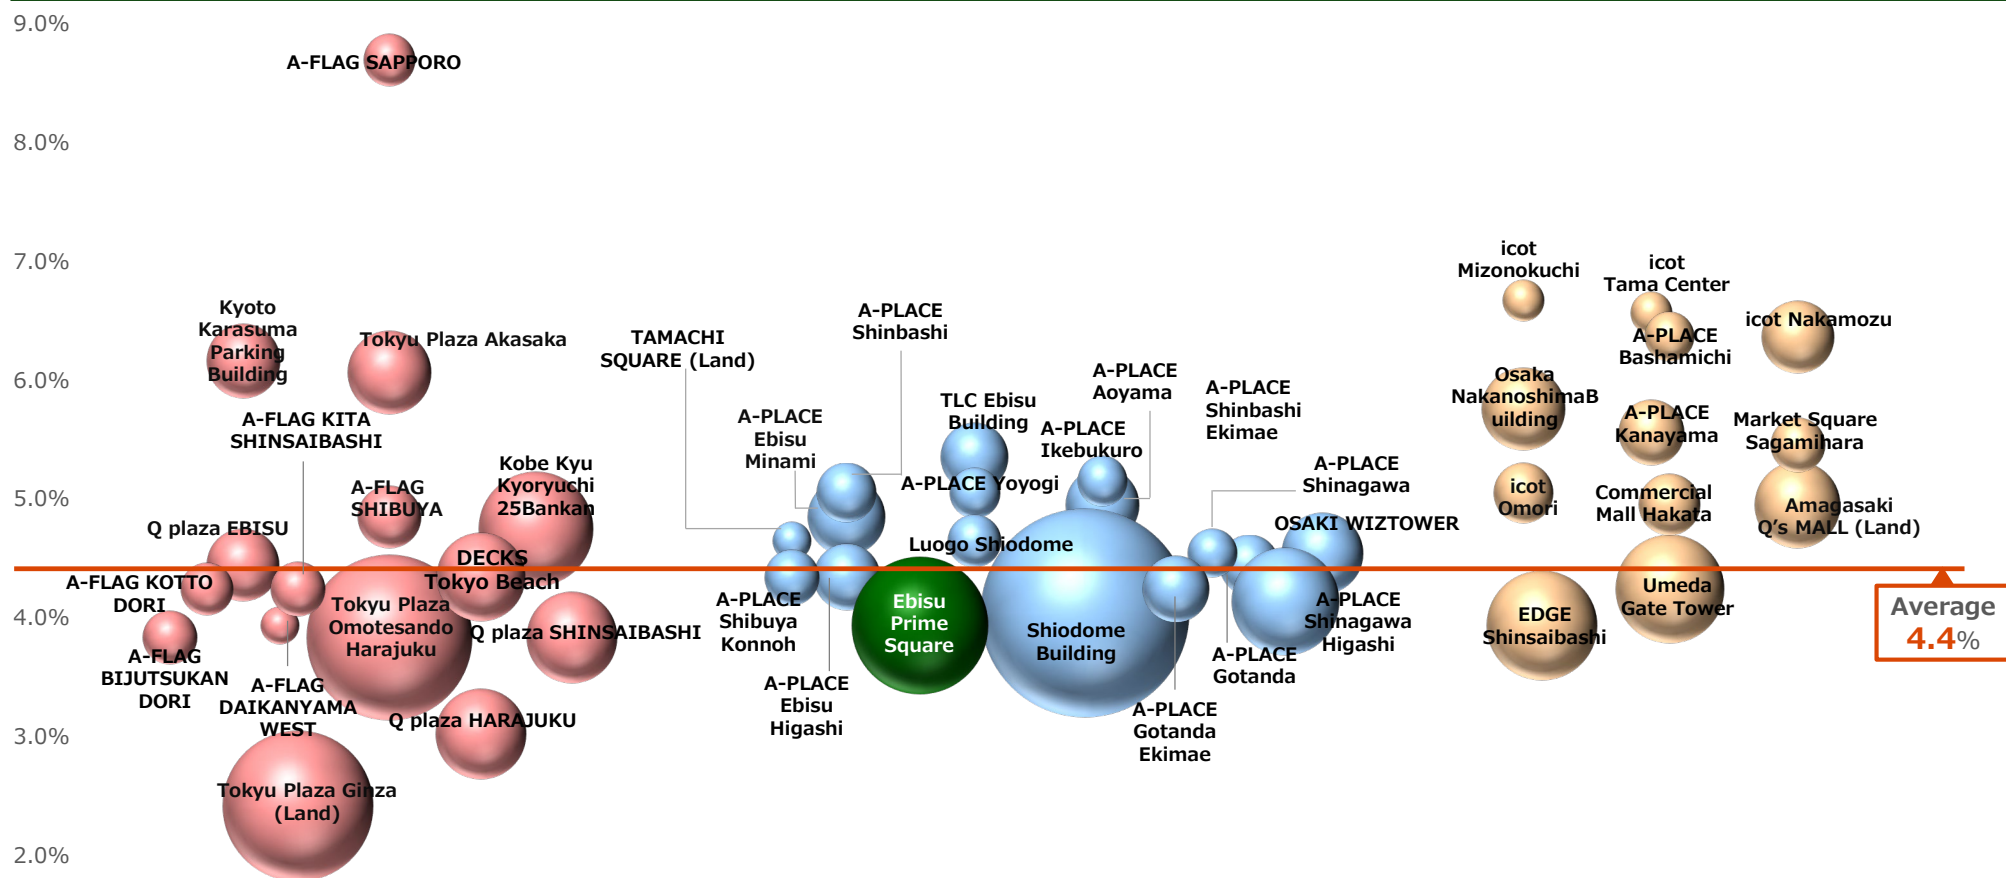 9.0%
8.0%
7.0%
6.0%
5.0%
4.0%
3.0%
2.0%
A-FLAG SAPPORO
Kyoto
Karasuma
Parking
Building
Tokyu Plaza Akasaka
A-FLAG KITA
SHINSAIBASHI
A-FLAG
SHIBUYA
Kobe Kyu
Kyoryuchi
25Bankan
Q plaza EBISU
DECKS
Tokyo Beach
A-FLAG KOTTO
DORI
Tokyu Plaza
Omotesando
Harajuku
Q plaza SHINSAIBASHI
A-FLAG
BIJUTSUKAN
DORI
A-FLAG
DAIKANYAMA
WEST
Q plaza HARAJUKU
Tokyu Plaza Ginza
(Land)
TAMACHI
SQUARE (Land)
A-PLACE
Shinbashi
A-PLACE
Ebisu
Minami
TLC Ebisu
Building
A-PLACE
Aoyama
A-PLACE
Ikebukuro
A-PLACE
Shinbashi
Ekimae
A-PLACE Yoyogi
A-PLACE
Shinagawa
OSAKI WIZTOWER
Luogo Shiodome
A-PLACE
Shibuya
Konnoh
Ebisu
Prime
Square
Shiodome
Building
A-PLACE
Shinagawa
Higashi
A-PLACE
Gotanda
A-PLACE
Ebisu
Higashi
A-PLACE
Gotanda
Ekimae
icot
Mizonokuchi
icot
Tama Center
icot Nakamozu
A-PLACE
Bashamichi
Osaka
NakanoshimaB
uilding
A-PLACE
Kanayama
Market Square
Sagamihara
icot
Omori
Commercial
Mall Hakata
Amagasaki
Q's MALL (Land)
EDGE
Shinsaibashi
Umeda
Gate Tower
Average
4.4%